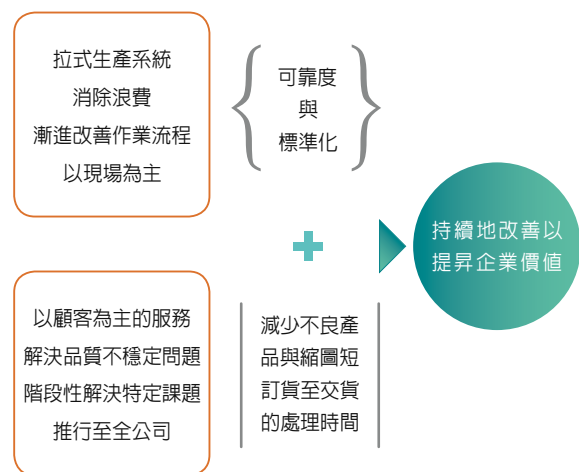 拉式生產系統
消除浪費
漸進改善作業流程
以現場為主
可靠度
與
標準化
持續地改善以
提昇企業價值
以顧客為主的服務
解決品質不穩定問題
階段性解決特定課題
推行至全公司
減少不良產
品與縮圖短
訂貨至交貨
的處理時間